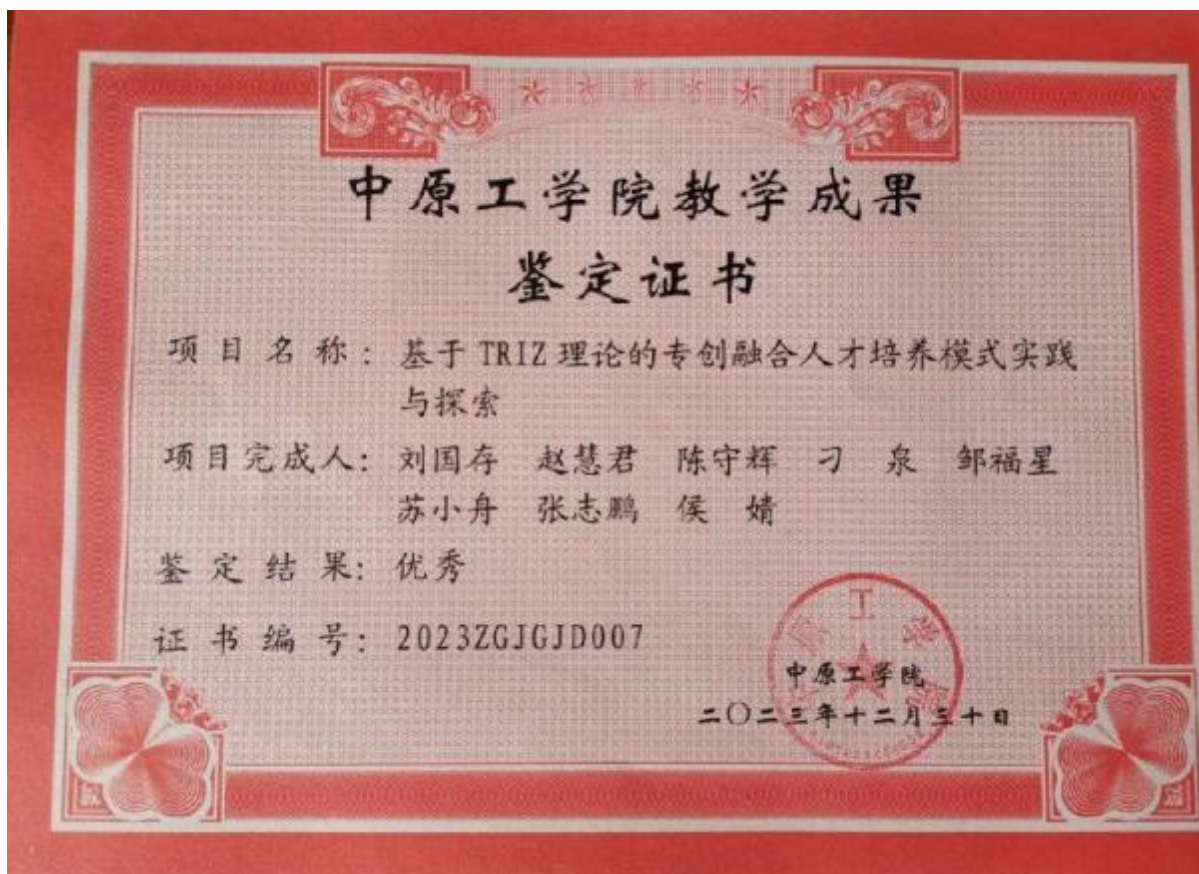 中原工学院教学成果
鉴定证书
项目名称：基于TRIZ理论的专创融合人才培养模式实践
与探索
项目完成人：刘国存 赵慧君 陈守辉 刁泉 邹福星
苏小舟 张志鹏 侯婧
鉴定结果：优秀
证书编号：2023ZGJGJD007
中原工学院
二〇二三年十二月三十日